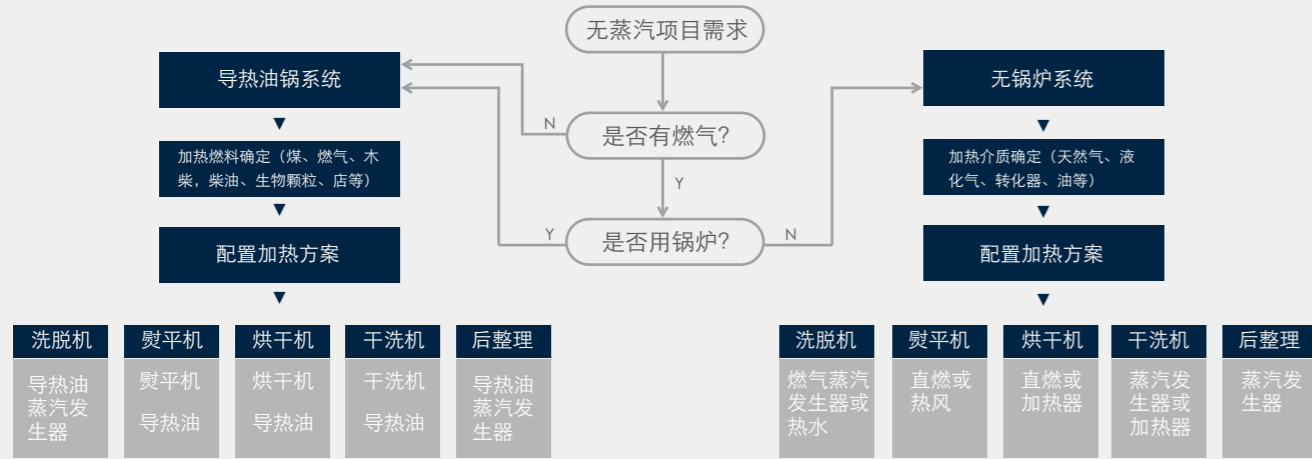 无蒸汽项目需求
导热油锅系统
无锅炉系统
N
是否有燃气?
加热燃料确定（煤、燃气、木
柴，柴油、生物颗粒、店等）
加热介质确定（天然气、液
化气、转化器、油等）
Y
Y
是否用锅炉?
N
配置加热方案
配置加热方案
洗脱机
熨平机
烘干机
干洗机
后整理
导热油
蒸汽发
生器
熨平机
导热油
烘干机
导热油
干洗机
导热油
导热油
蒸汽发
生器
洗脱机
熨平机
烘干机
干洗机
后整理
燃气蒸汽
发生器或
热水
直燃或
热风
直燃或
加热器
蒸汽发
生器或
加热器
蒸汽发
生器